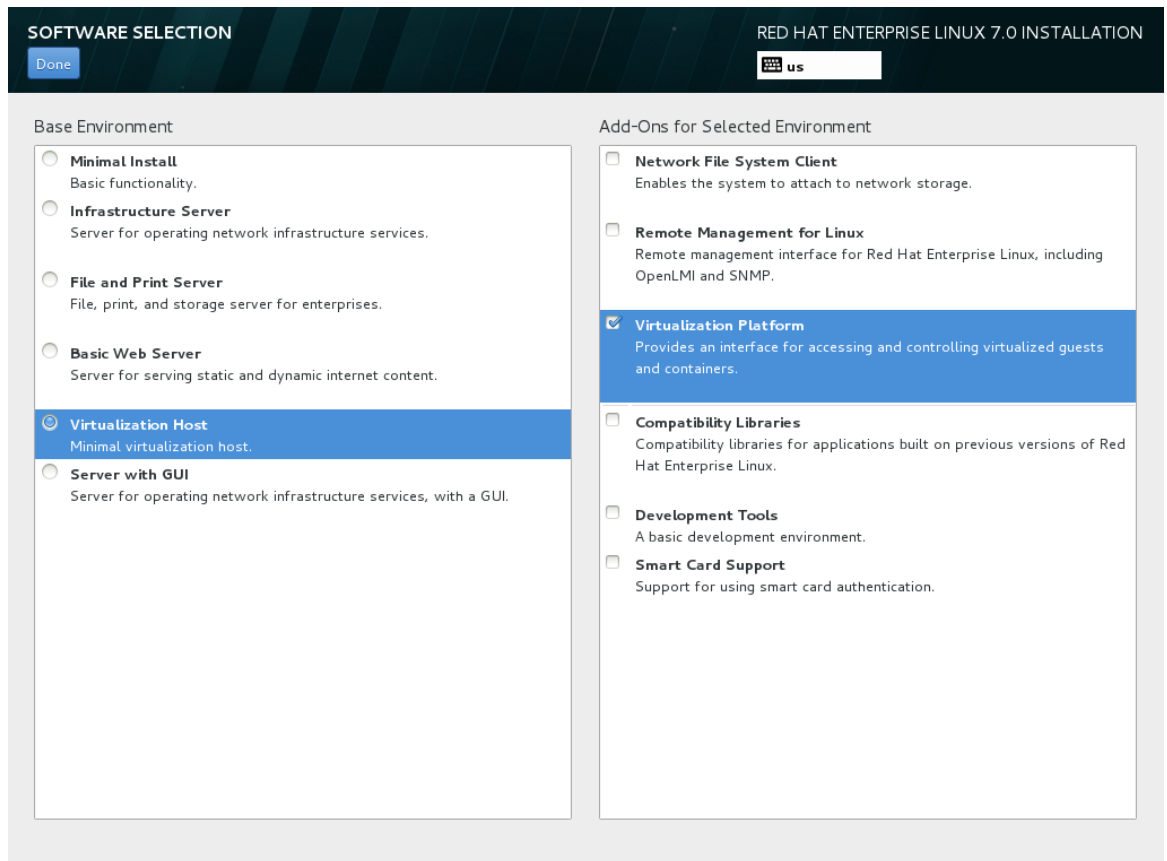 SOFTWARE SELECTION
Done
RED HAT ENTERPRISE LINUX 7.0 INSTALLATION
us
Base Environment
Minimal Install
Basic functionality.
Infrastructure Server
Server for operating network infrastructure services.
File and Print Server
File, print, and storage server for enterprises.
Basic Web Server
Server for serving static and dynamic internet content.
Virtualization Host
Minimal virtualization host.
Server with GUI
Server for operating network infrastructure services, with a GUI.
Add-Ons for Selected Environment
Network File System Client
Enables the system to attach to network storage.
Remote Management for Linux
Remote management interface for Red Hat Enterprise Linux, including
OpenLMI and SNMP.
Virtualization Platform
Provides an interface for accessing and controlling virtualized guests
and containers.
Compatibility Libraries
Compatibility libraries for applications built on previous versions of Red
Hat Enterprise Linux.
Development Tools
A basic development environment.
Smart Card Support
Support for using smart card authentication.